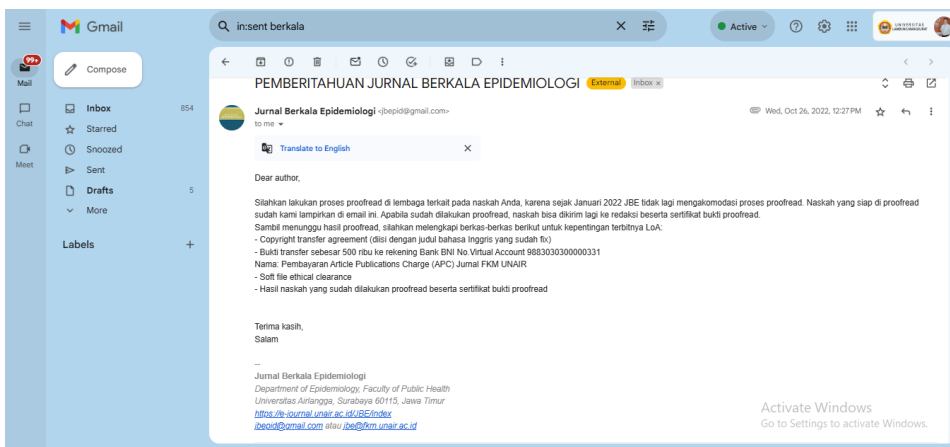 Gmail
in:sent berkala
Active
99+
Mail
Chat
Meet
Compose
Inbox 854
Starred
Snoozed
Sent
Drafts 5
More
Labels
PEMBERITAHUAN JURNAL BERKALA EPIDEMIOLOGI External Inbox x
Jurnal Berkala Epidemiologi <jbepid@gmail.com>
Wed, Oct 26, 2022, 12:27 PM
to me
Translate to English
Dear author,
Silahkan lakukan proses proofread di lembaga terkait pada naskah Anda, karena sejak Januari 2022 JBE tidak lagi mengakomodasi proses proofread. Naskah yang siap di proofread
sudah kami lampirkan di email ini. Apabila sudah dilakukan proofread, naskah bisa dikirim lagi ke redaksi beserta sertifikat bukti proofread.
Sambil menunggu hasil proofread, silahkan melengkapi berkas-berkas berikut untuk kepentingan terbitnya LoA:
- Copyright transfer agreement (diisi dengan judul bahasa Inggris yang sudah fix)
- Bukti transfer sebesar 500 ribu ke rekening Bank BNI No.Virtual Account 9883030300000331
Nama: Pembayaran Article Publications Charge (APC) Jurnal FKM UNAIR
- Soft file ethical clearance
- Hasil naskah yang sudah dilakukan proofread beserta sertifikat bukti proofread
Terima kasih,
Salam
--
Jurnal Berkala Epidemiologi
Department of Epidemiology, Faculty of Public Health
Universitas Airlangga, Surabaya 60115, Jawa Timur
https://e-journal.unair.ac.id/JBE/index
jbepid@gmail.com atau jbe@fkm.unair.ac.id
Activate Windows
Go to Settings to activate Windows.